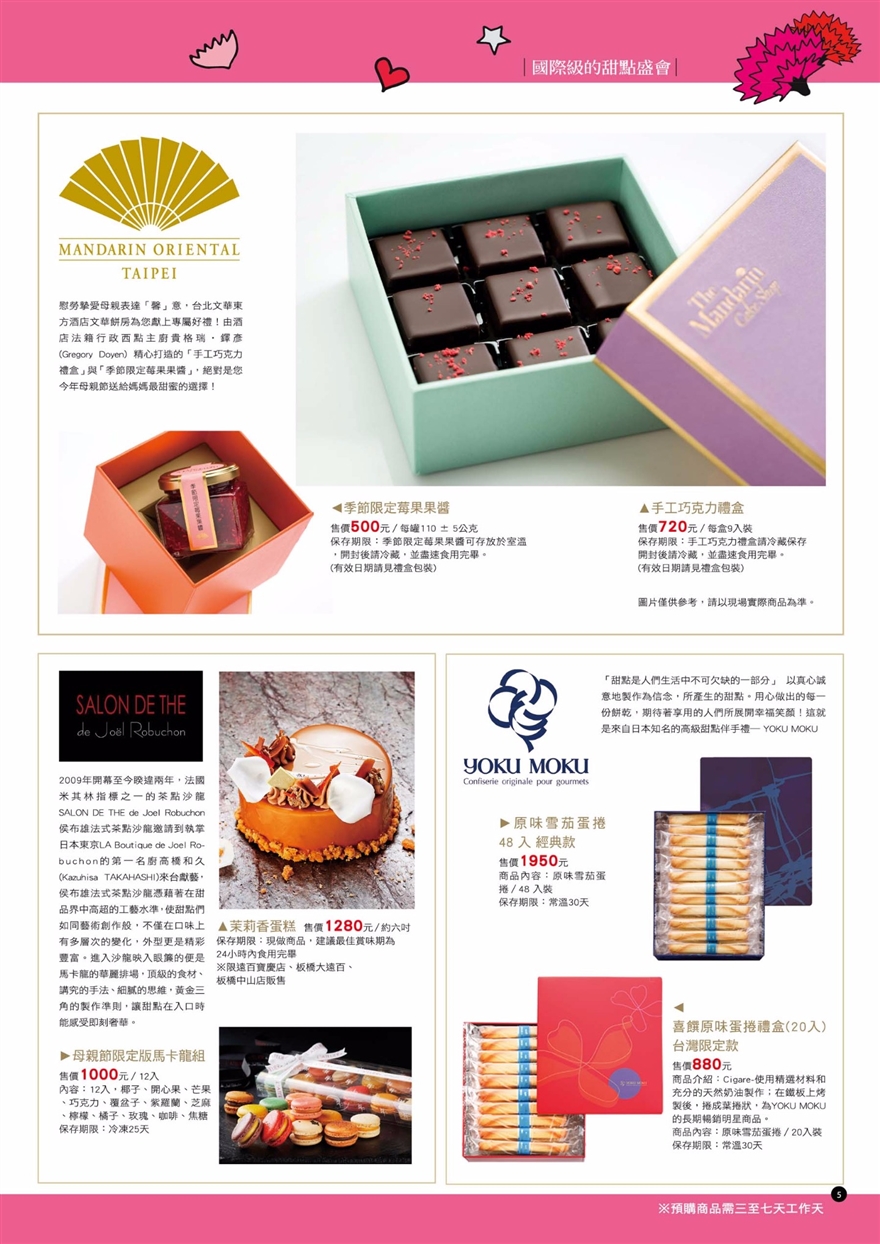 國際級的甜點盛會
MANDARIN ORIENTAL
TAIPEI
慰勞摯愛母親表達「馨」意,台北文華東
方酒店文華餅房為您獻上專屬好禮!由酒
店法籍行政西點主廚貴格瑞·鐸彥
(Gregory Doyen) 精心打造的「手工巧克力
禮盒」與「季節限定莓果果醬」,絕對是您
今年母親節送給媽媽最甜蜜的選擇!
The
Mandarin
Cake Shop
季節限定莓果果醬
◀季節限定莓果果醬
售價500元 / 每罐110 ± 5公克
保存期限:季節限定莓果果醬可存放於室溫
,開封後請冷藏,並盡速食用完畢。
(有效日期請見禮盒包裝)
▲手工巧克力禮盒
售價720元 / 每盒9入裝
保存期限:手工巧克力禮盒請冷藏保存
開封後請冷藏,並盡速食用完畢。
(有效日期請見禮盒包裝)
圖片僅供參考,請以現場實際商品為準。
SALON DE THE
de Joël Robuchon
2009年開幕至今睽違兩年,法國
米其林指標之一的茶點沙龍
SALON DE THE de Joel Robuchon
侯布雄法式茶點沙龍邀請到執掌
日本東京LA Boutique de Joel Ro-
buchon的第一名廚高橋和久
(Kazuhisa TAKAHASHI)來台獻藝,
侯布雄法式茶點沙龍憑藉著在甜
品界中高超的工藝水準,使甜點們
如同藝術創作般,不僅在口味上
有多層次的變化,外型更是精彩
豐富。進入沙龍映入眼簾的便是
馬卡龍的華麗排場,頂級的食材、
講究的手法、細膩的思維,黃金三
角的製作準則,讓甜點在入口時
能感受即刻奢華。
▲茉莉香蛋糕 售價1280元/約六吋
保存期限:現做商品,建議最佳賞味期為
24小時內食用完畢
※限遠百寶慶店、板橋大遠百、
板橋中山店販售
▶母親節限定版馬卡龍組
售價1000元 / 12入
內容:12入,椰子、開心果、芒果
、巧克力、覆盆子、紫羅蘭、芝麻
、檸檬、橘子、玫瑰、咖啡、焦糖
保存期限:冷凍25天
YOKU MOKU
Confiserie originale pour gourmets
「甜點是人們生活中不可欠缺的一部分」 以真心誠
意地製作為信念,所產生的甜點。用心做出的每一
份餅乾,期待著享用的人們所展開幸福笑顏!這就
是來自日本知名的高級甜點伴手禮— YOKU MOKU
▶原味雪茄蛋捲
48 入 經典款
售價1950元
商品內容:原味雪茄蛋
捲 / 48 入裝
保存期限:常溫30天
YOKU MOKU
◀
喜饌原味蛋捲禮盒(20入)
台灣限定款
售價880元
商品介紹:Cigare-使用精選材料和
充分的天然奶油製作;在鐵板上烤
製後,捲成葉捲狀,為YOKU MOKU
的長期暢銷明星商品。
商品內容:原味雪茄蛋捲 / 20入裝
保存期限:常溫30天
5
※預購商品需三至七天工作天